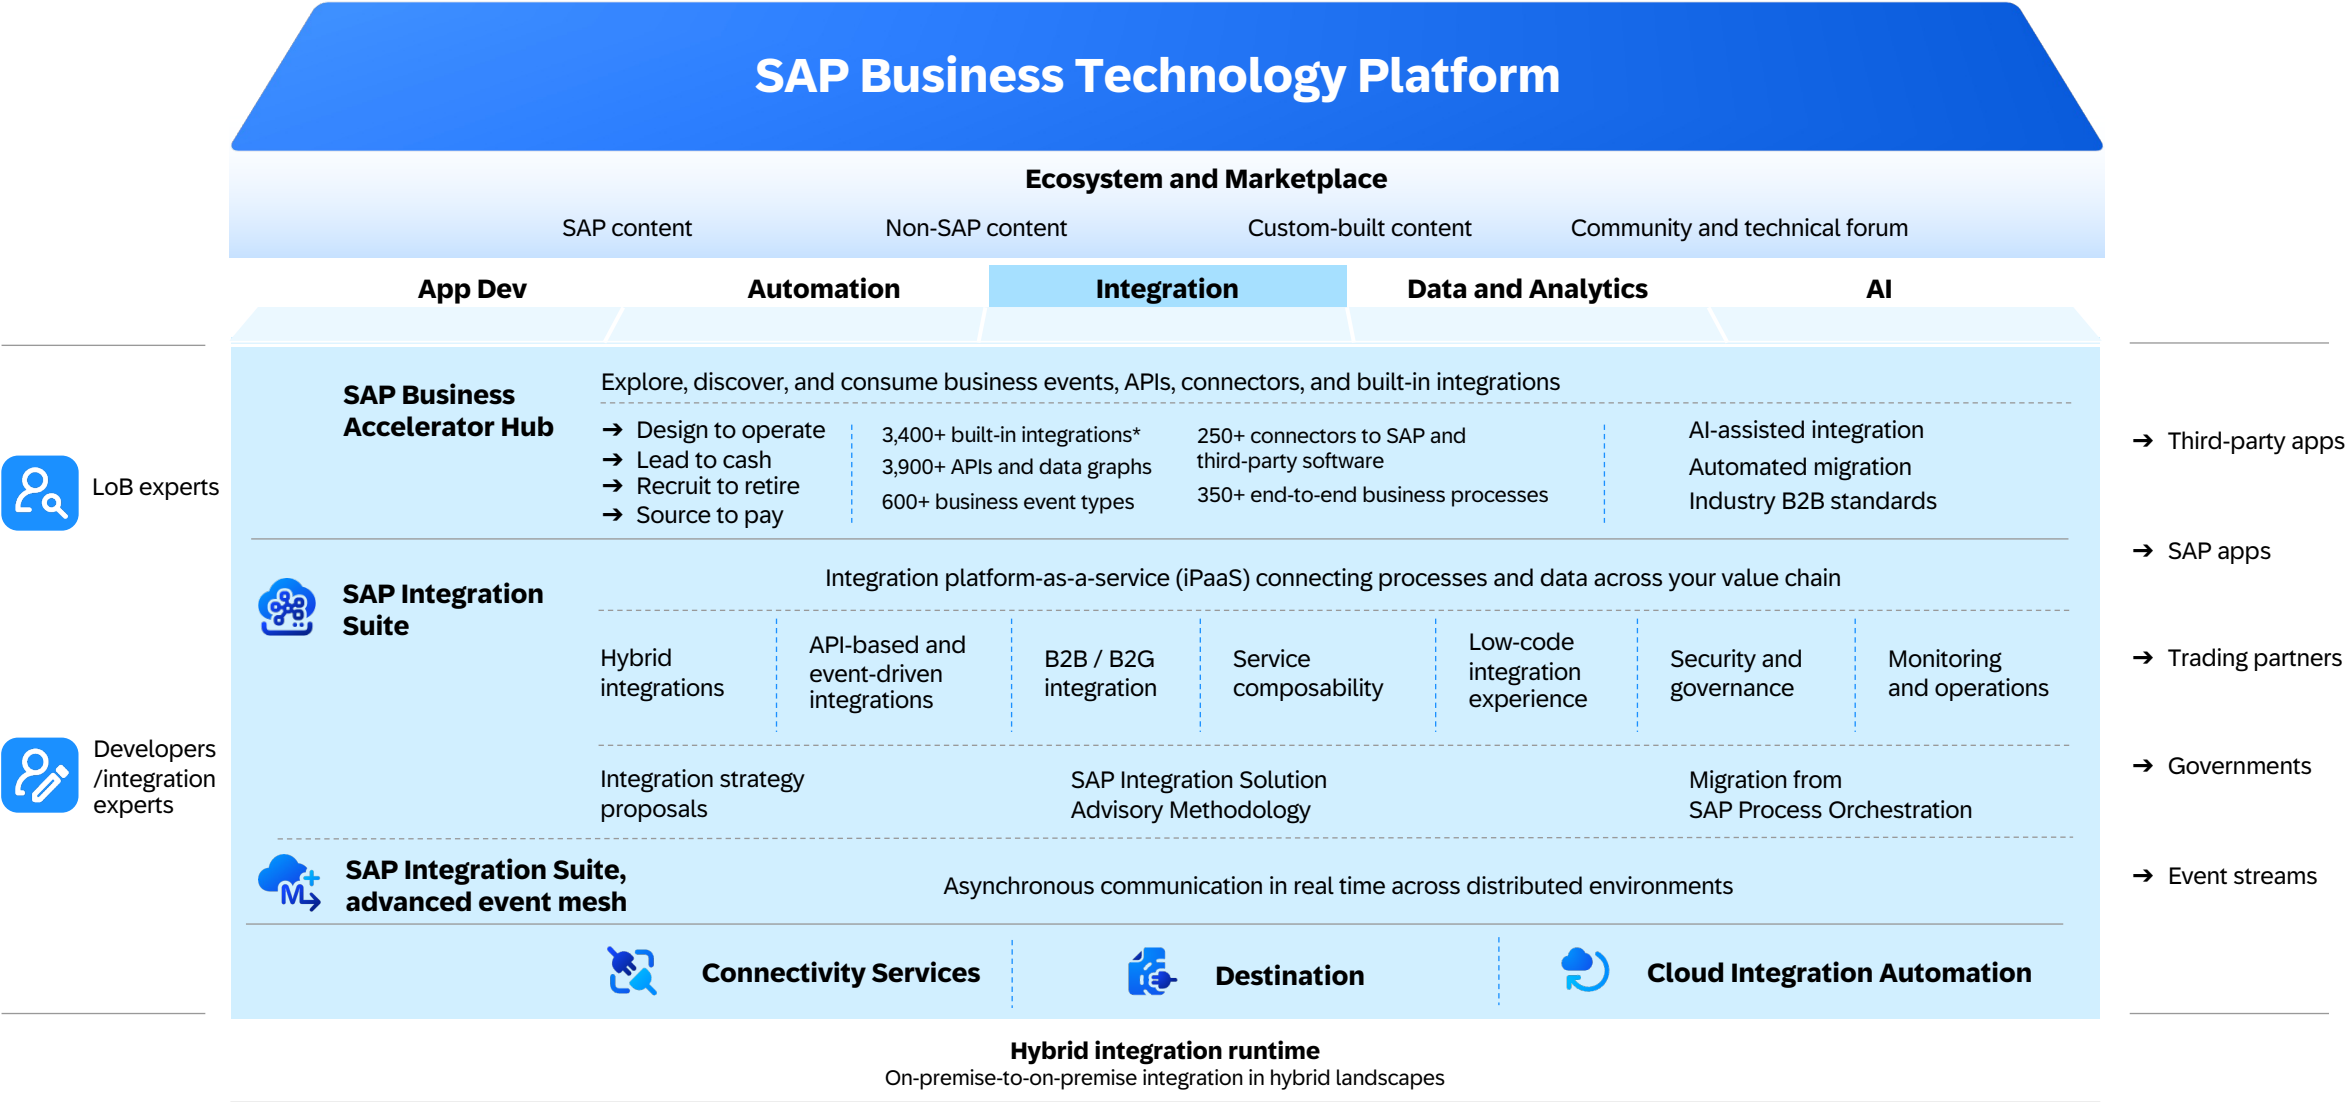 SAP Business Technology Platform
Ecosystem and Marketplace
SAP content
Non-SAP content
Custom-built content
Community and technical forum
App Dev
Automation
Integration
Data and Analytics
AI
LoB experts
Developers
/integration
experts
SAP Business
Accelerator Hub
Explore, discover, and consume business events, APIs, connectors, and built-in integrations
➔ Design to operate
➔ Lead to cash
➔ Recruit to retire
➔ Source to pay
3,400+ built-in integrations*
3,900+ APIs and data graphs
600+ business event types
250+ connectors to SAP and
third-party software
350+ end-to-end business processes
AI-assisted integration
Automated migration
Industry B2B standards
SAP Integration
Suite
Integration platform-as-a-service (iPaaS) connecting processes and data across your value chain
Hybrid
integrations
API-based and
event-driven
integrations
B2B / B2G
integration
Service
composability
Low-code
integration
experience
Security and
governance
Monitoring
and operations
Integration strategy
proposals
SAP Integration Solution
Advisory Methodology
Migration from
SAP Process Orchestration
M
SAP Integration Suite,
advanced event mesh
Asynchronous communication in real time across distributed environments
Connectivity Services
Destination
Cloud Integration Automation
➔ Third-party apps
➔ SAP apps
➔ Trading partners
➔ Governments
➔ Event streams
Hybrid integration runtime
On-premise-to-on-premise integration in hybrid landscapes